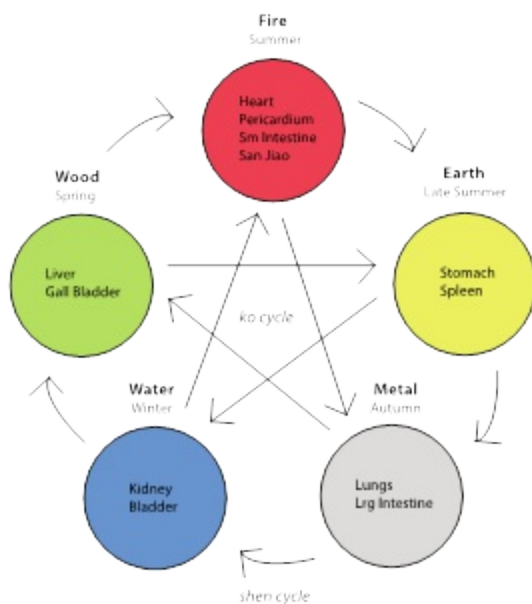 Fire
Summer
Heart
Pericardium
Sm Intestine
San Jiao
Wood
Spring
Earth
Late Summer
Liver
Gall Bladder
Stomach
Spleen
ko cycle
Water
Winter
Metal
Autumn
Kidney
Bladder
Lungs
Lrg Intestine
shen cycle